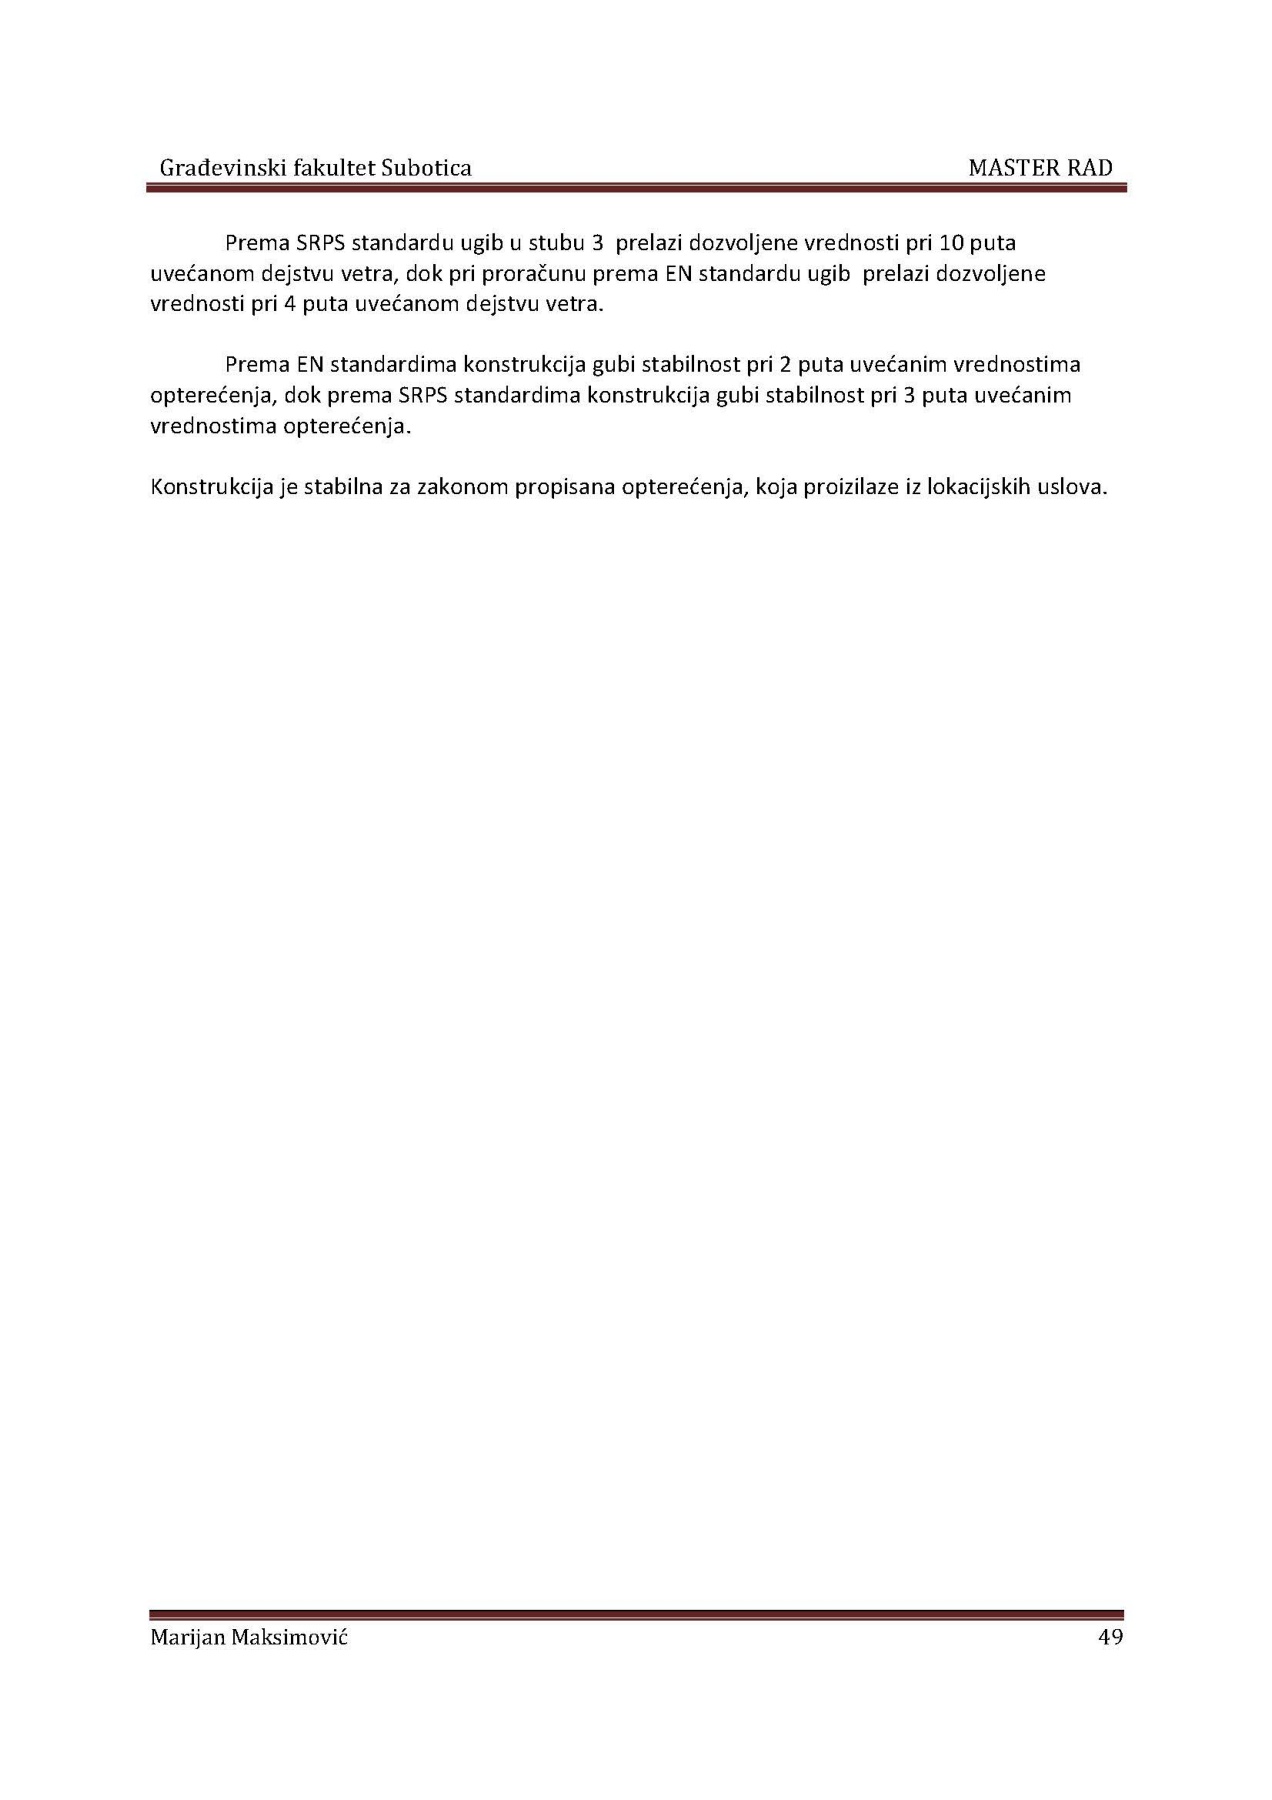 Građevinski fakultet Subotica MASTER RAD
Prema SRPS standardu ugib u stubu 3 prelazi dozvoljene vrednosti pri 10 puta
uvećanom dejstvu vetra, dok pri proračunu prema EN standardu ugib prelazi dozvoljene
vrednosti pri 4 puta uvećanom dejstvu vetra.
Prema EN standardima konstrukcija gubi stabilnost pri 2 puta uvećanim vrednostima
opterećenja, dok prema SRPS standardima konstrukcija gubi stabilnost pri 3 puta uvećanim
vrednostima opterećenja.
Konstrukcija je stabilna za zakonom propisana opterećenja, koja proizilaze iz lokacijskih uslova.
Marijan Maksimović 49